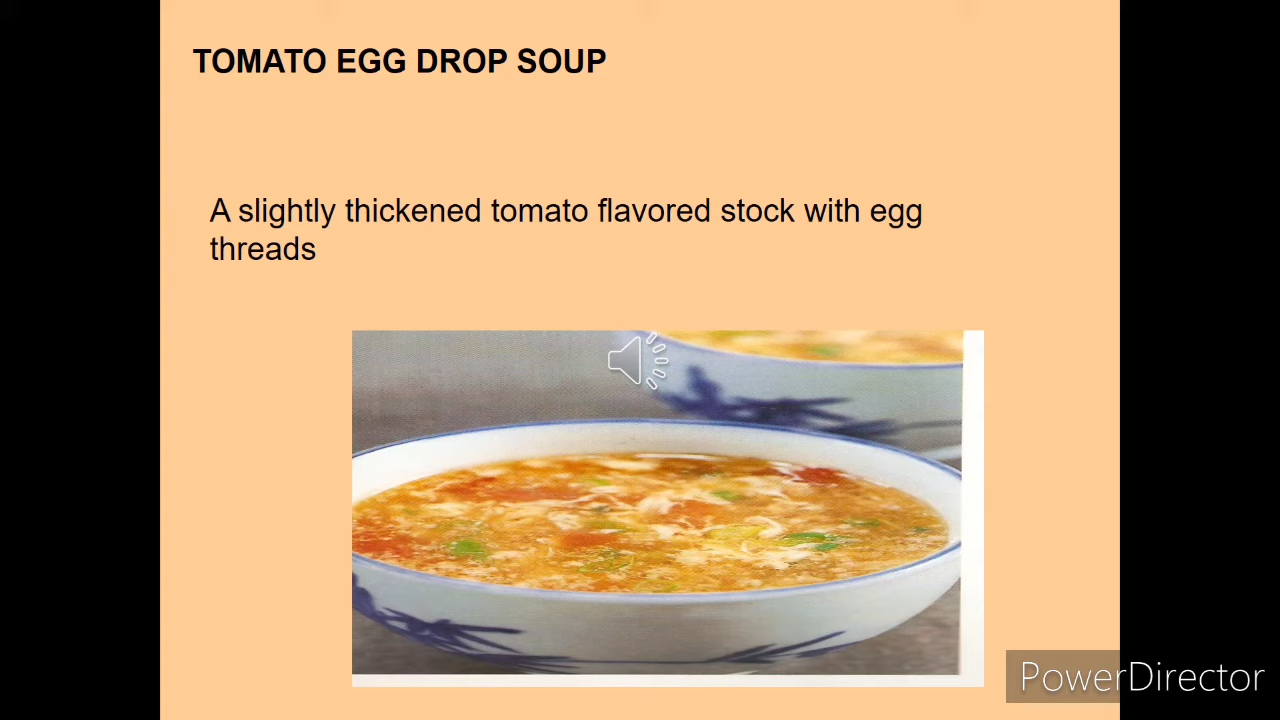 TOMATO EGG DROP SOUP
A slightly thickened tomato flavored stock with egg
threads
PowerDirector